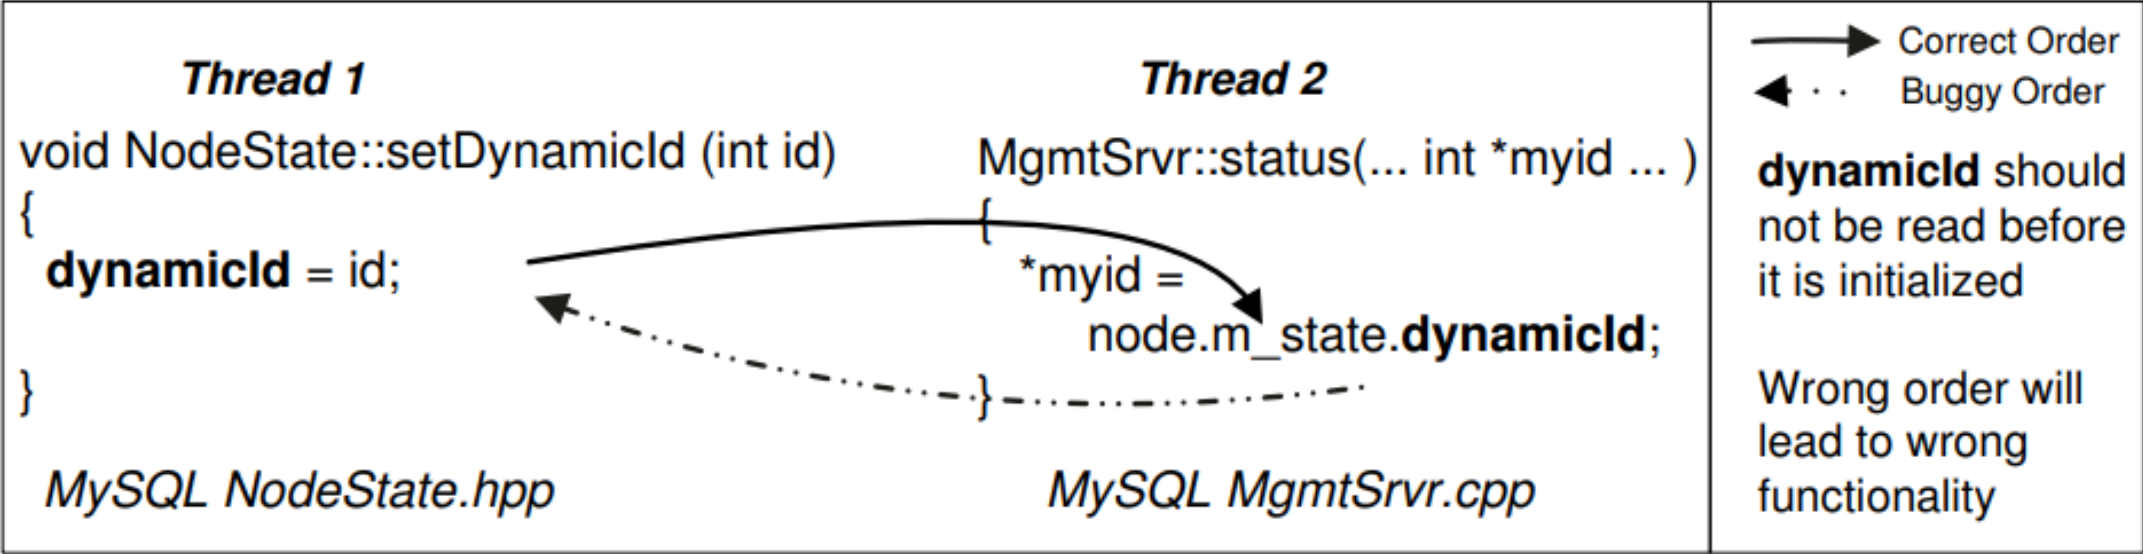 Thread 1
void NodeState::setDynamicId (int id)
{
dynamicId = id;
}
MySQL NodeState.hpp
Thread 2
MgmtSrvr::status(... int *myid ... )
{
*myid =
node.m_state.dynamicId;
}
MySQL MgmtSrvr.cpp
Correct Order
Buggy Order
dynamicId should
not be read before
it is initialized
Wrong order will
lead to wrong
functionality